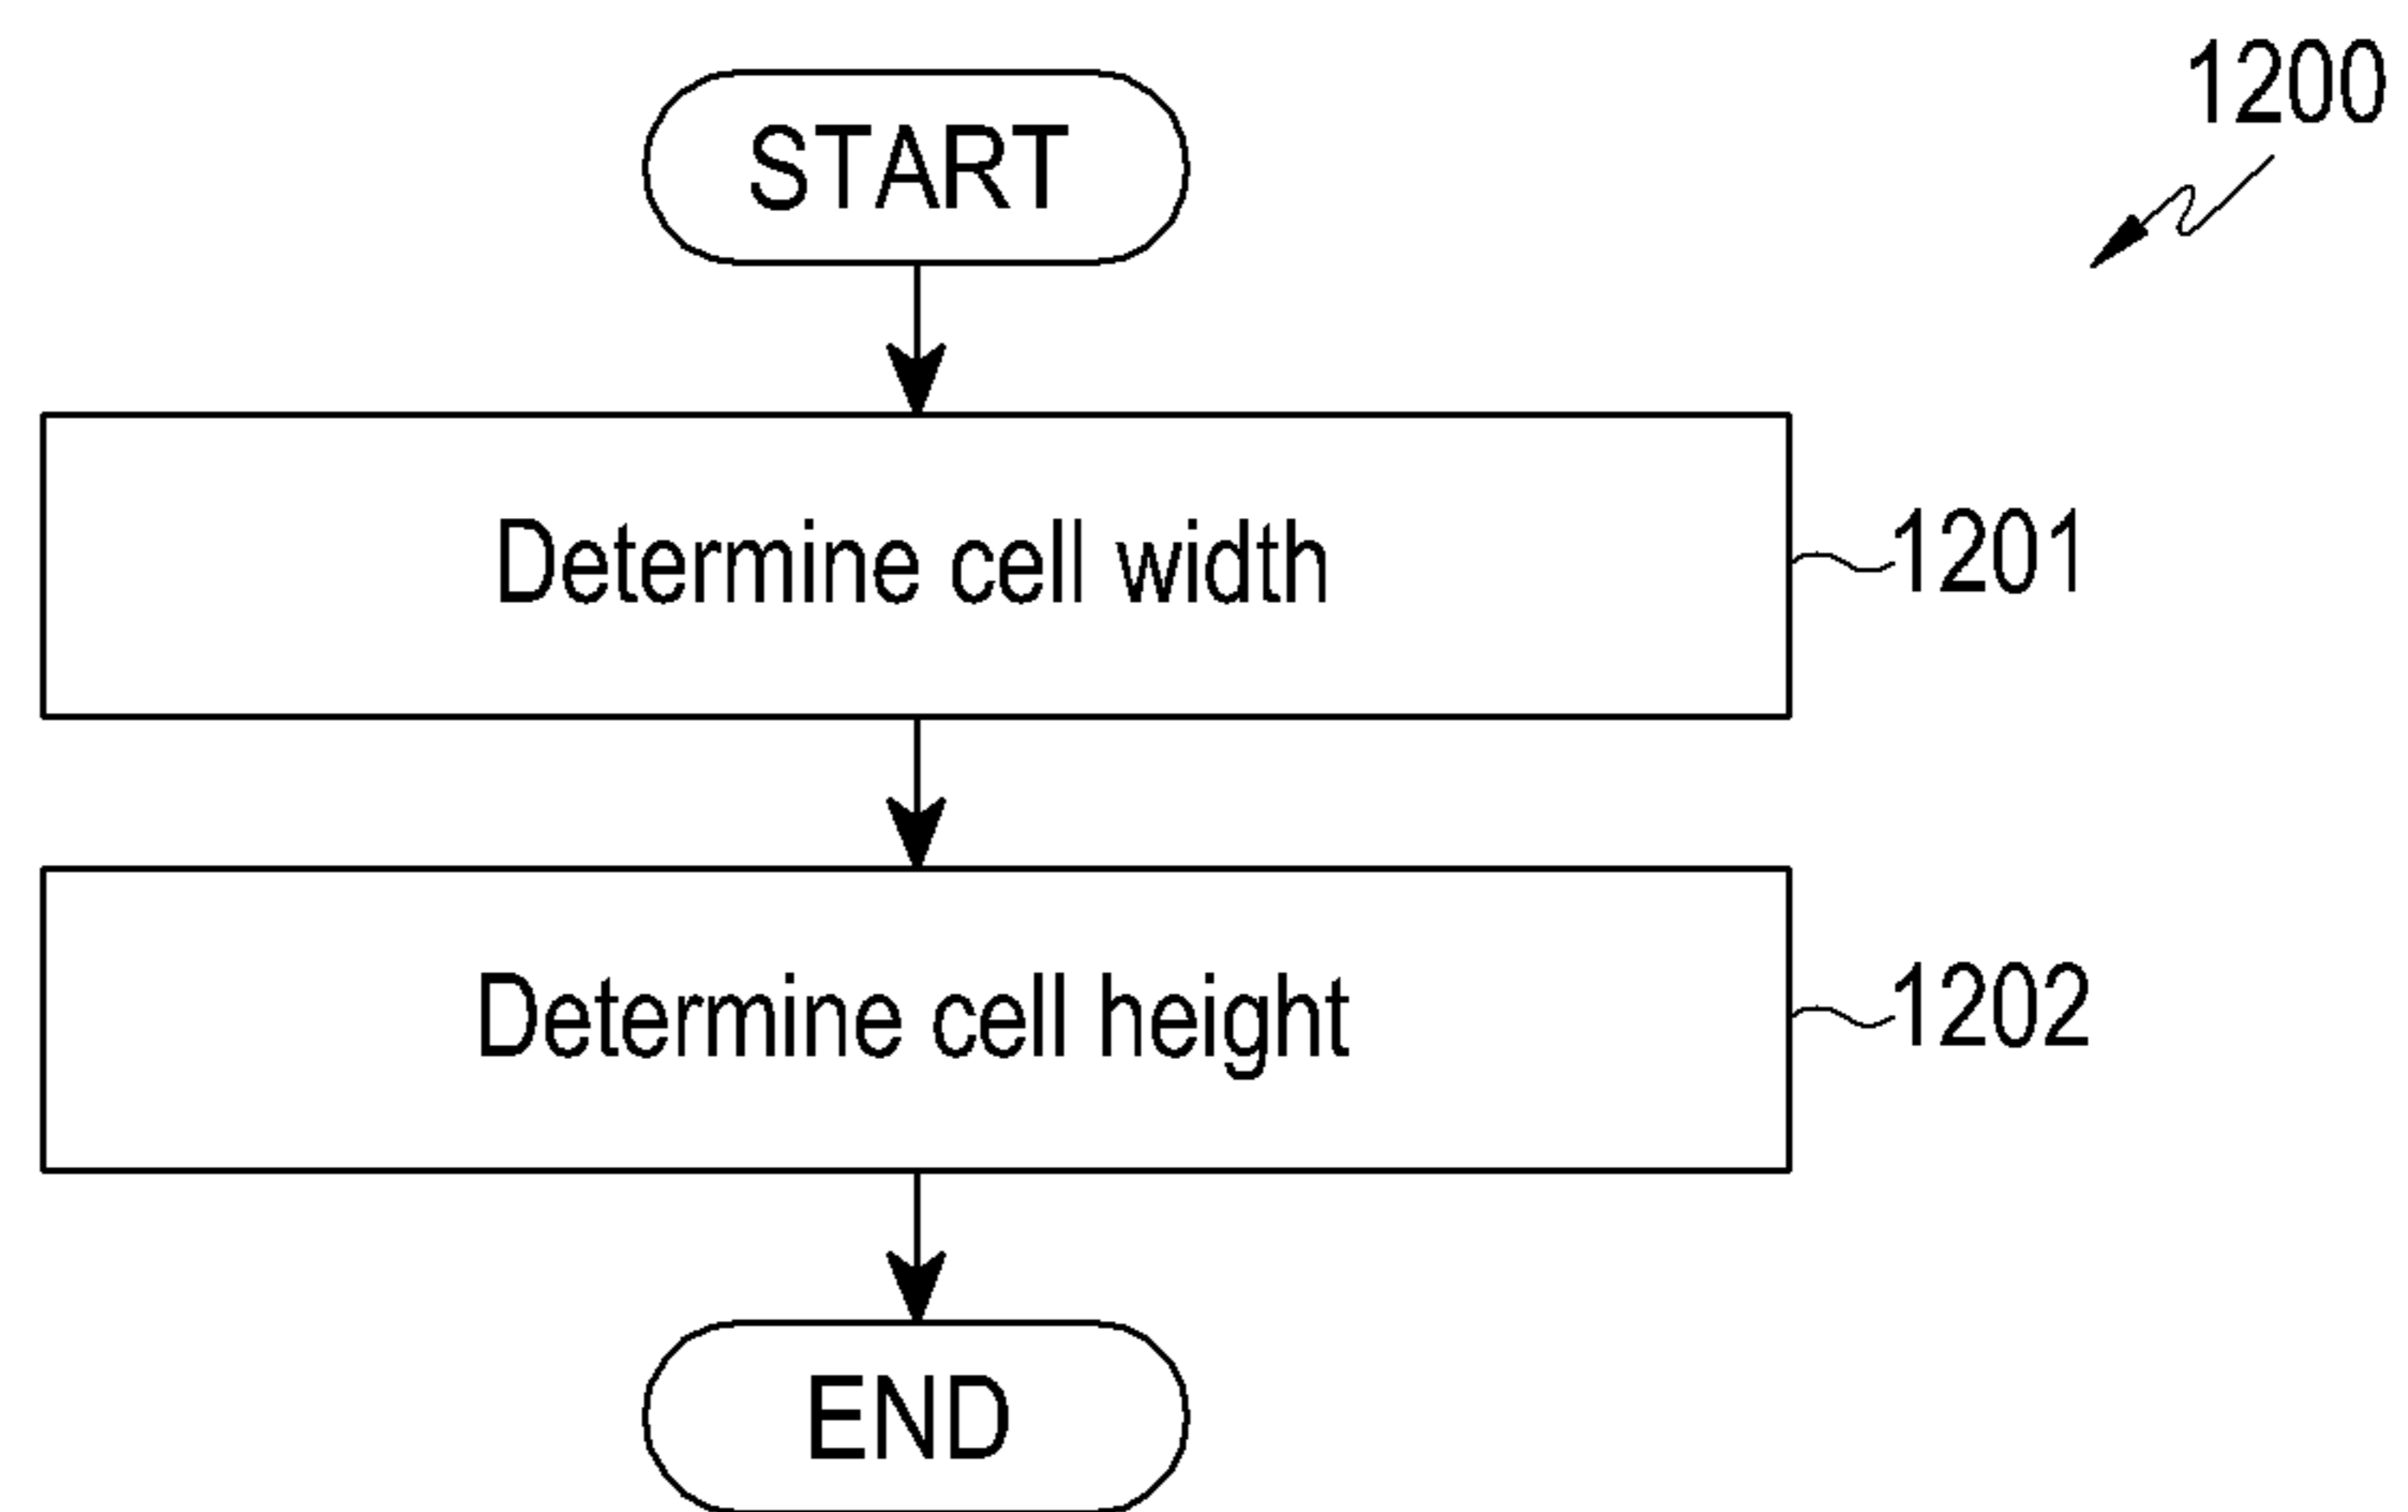 1200
START
Determine cell width
1201
Determine cell height
1202
END